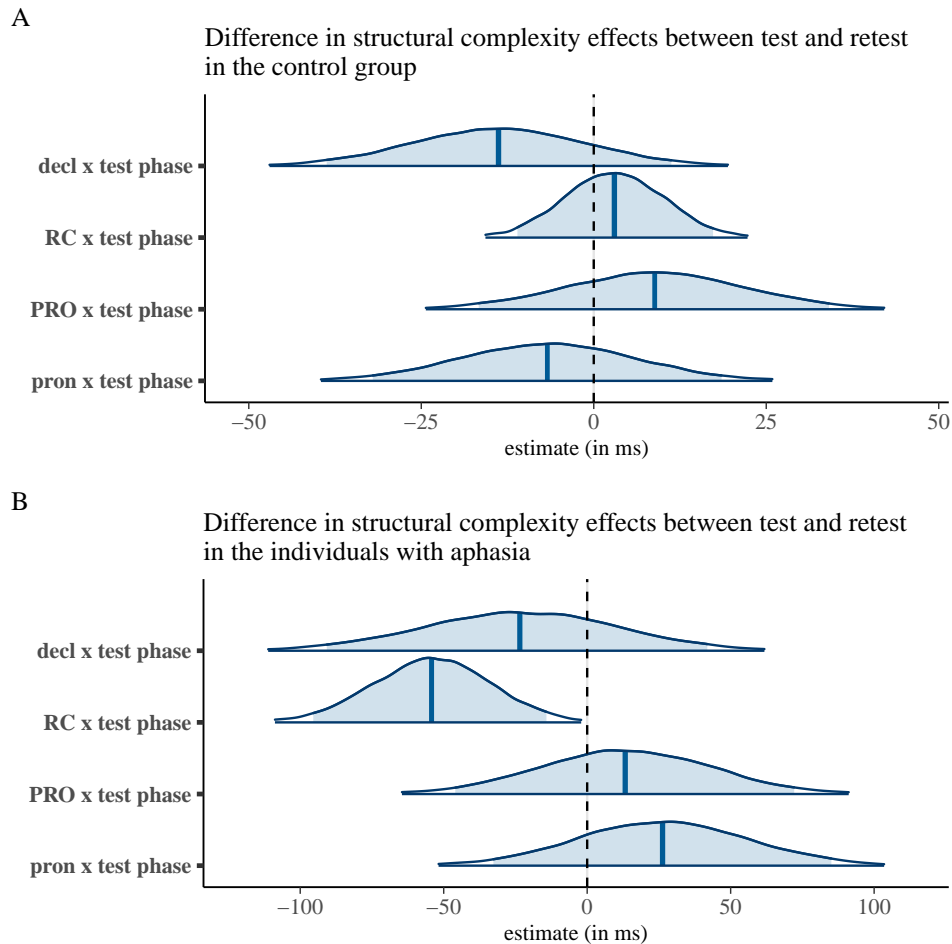 A
Difference in structural complexity effects between test and retest
in the control group
decl x test phase
RC x test phase
PRO x test phase
pron x test phase
−50 −25 0 25 50
estimate (in ms)
B
Difference in structural complexity effects between test and retest
in the individuals with aphasia
decl x test phase
RC x test phase
PRO x test phase
pron x test phase
−100 −50 0 50 100
estimate (in ms)